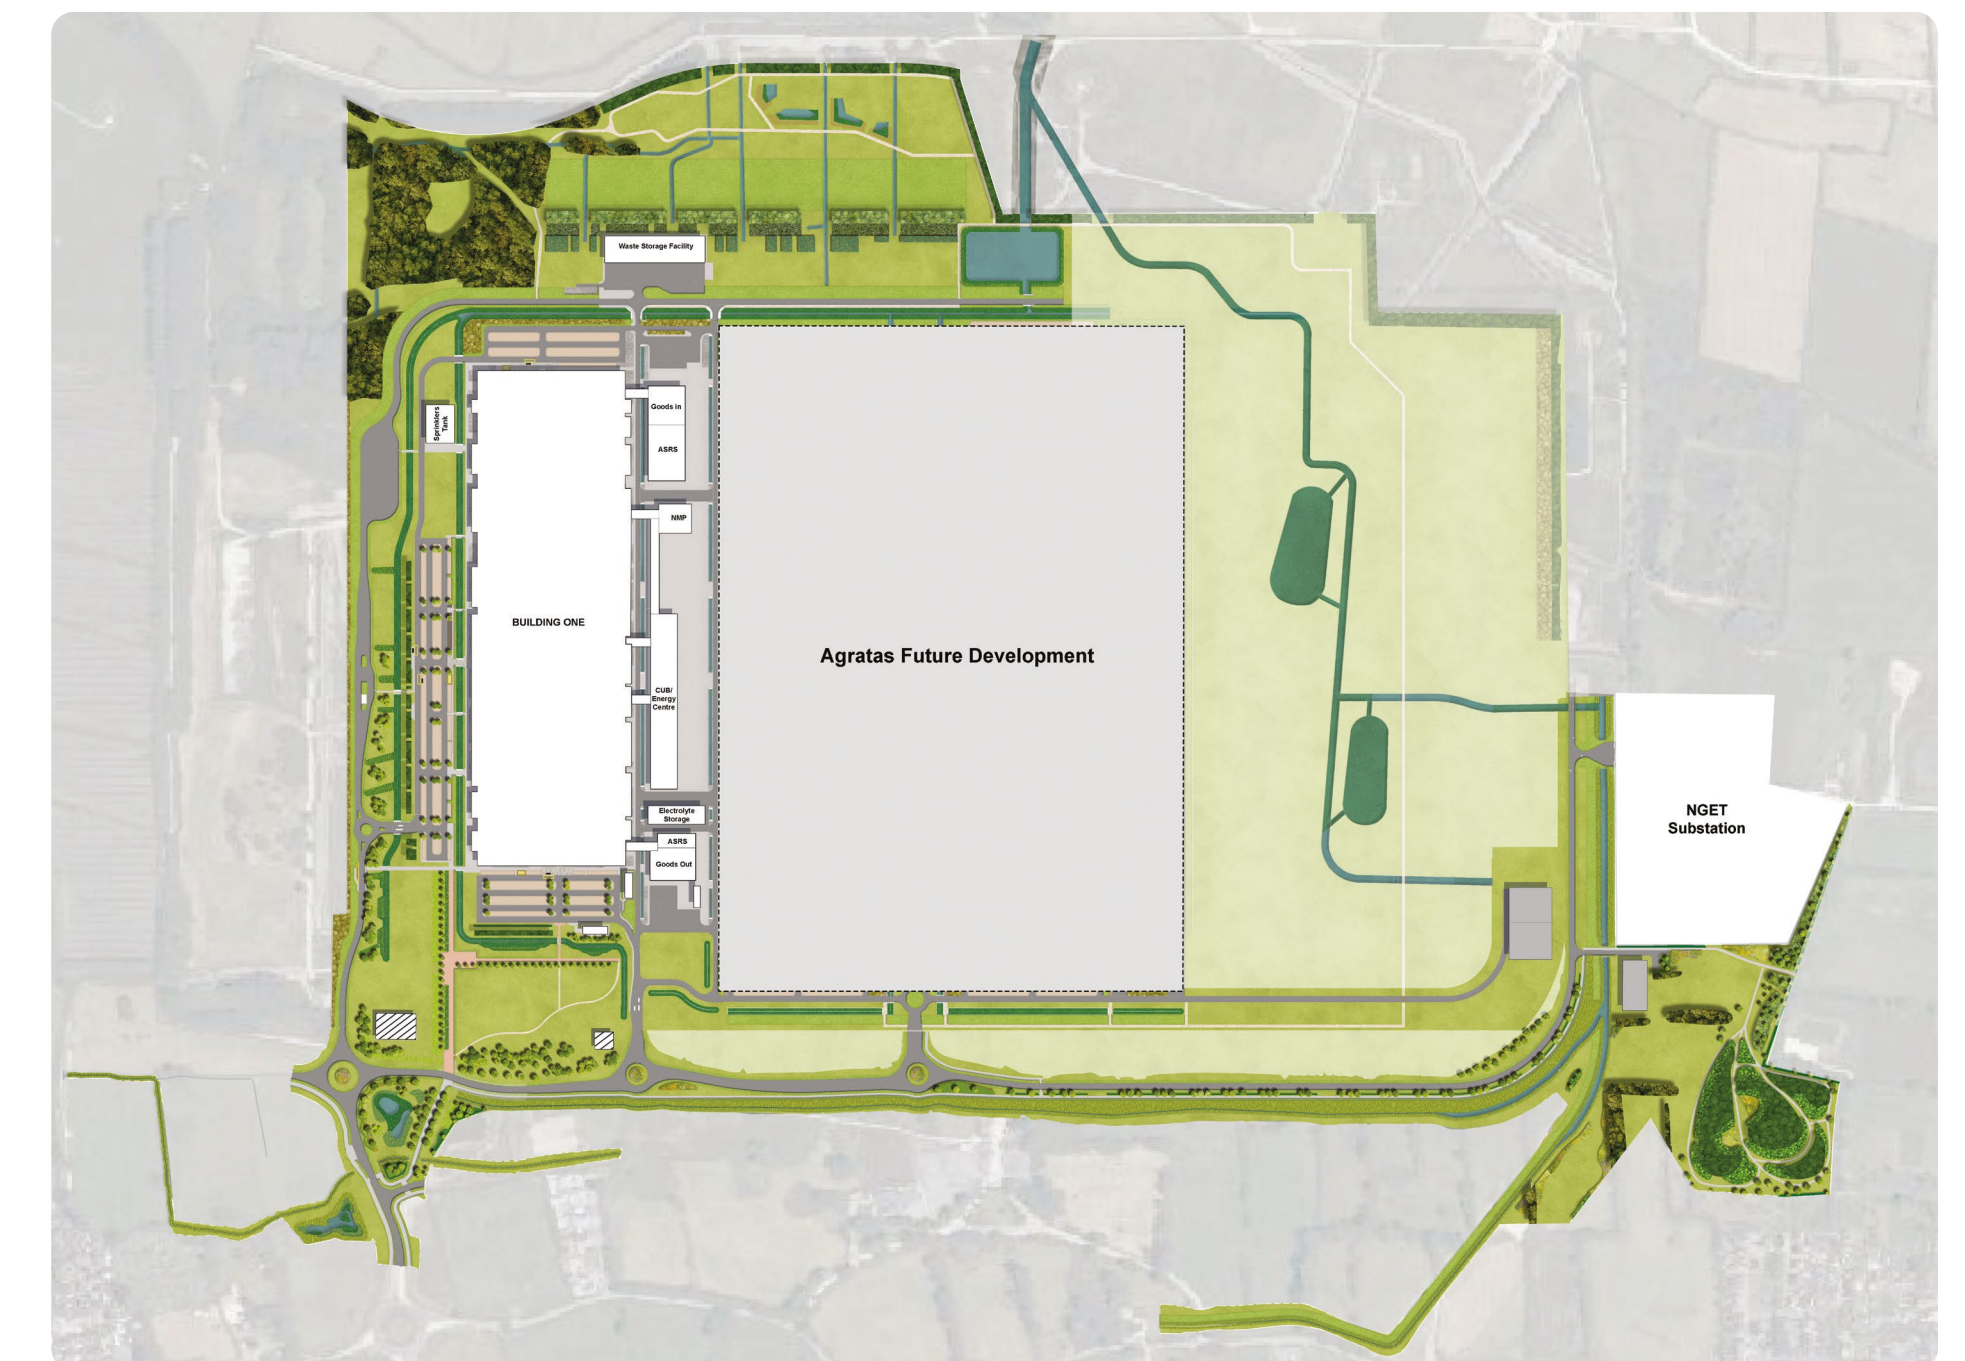 Waste Storage Facility
Goods in
Sprinklers
Tank
ASRS
NMP
BUILDING ONE
Agratas Future Development
CUB/
Energy
Centre
Electrolyte
Storage
NGET
Substation
ASRS
Goods Out